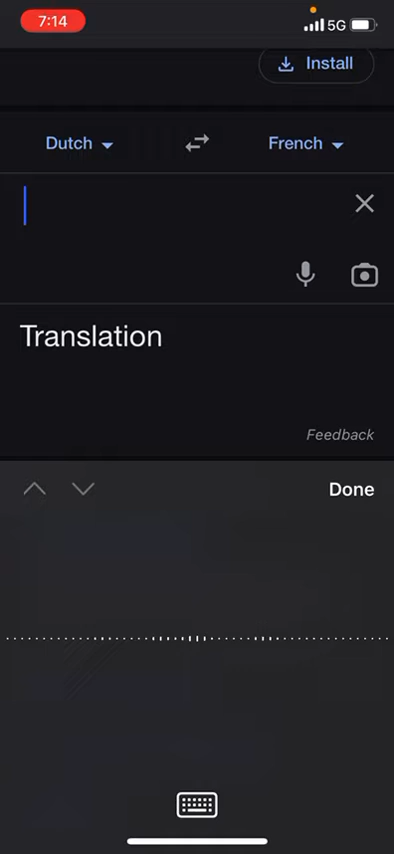 7:14
5G
Install
Dutch
French
Translation
Feedback
Done